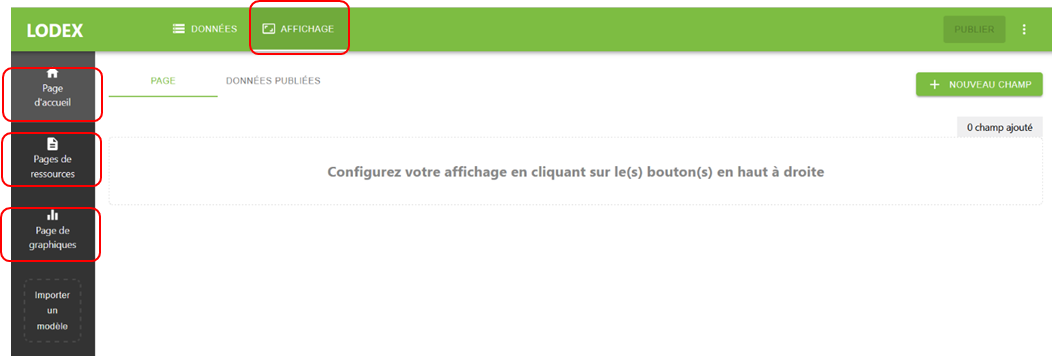 LODEX
DONNÉES
AFFICHAGE
PUBLIER
Page
d'accueil
PAGE
DONNÉES PUBLIÉES
+ NOUVEAU CHAMP
0 champ ajouté
Pages de
ressources
Configurez votre affichage en cliquant sur le(s) bouton(s) en haut à droite
Page de
graphiques
Importer
un
modèle